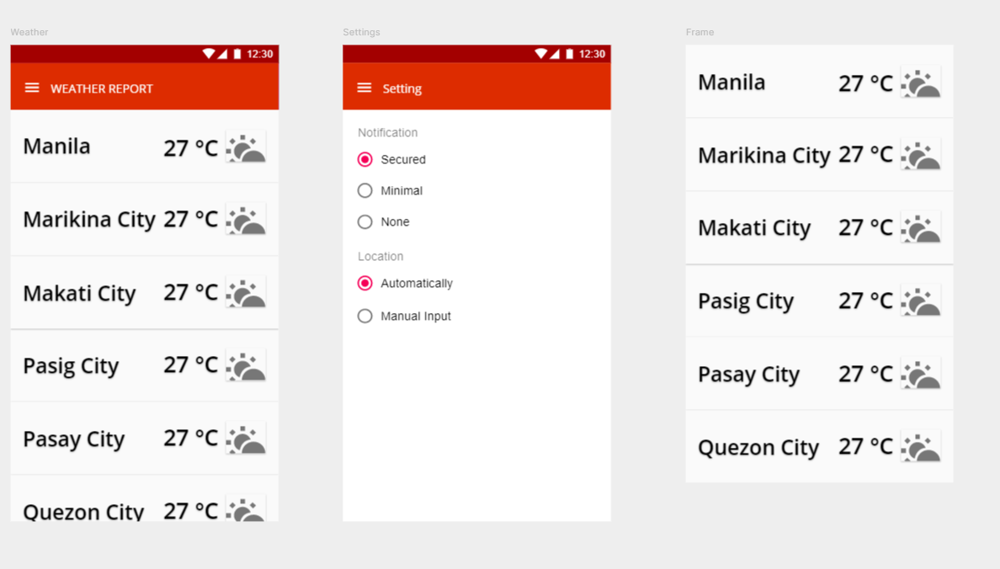 Weather
12:30
WEATHER REPORT
Manila 27 °C
Marikina City 27 °C
Makati City 27 °C
Pasig City 27 °C
Pasay City 27 °C
Quezon City 27 °C
Settings
12:30
Setting
Notification
Secured
Minimal
None
Location
Automatically
Manual Input
Frame
Manila 27 °C
Marikina City 27 °C
Makati City 27 °C
Pasig City 27 °C
Pasay City 27 °C
Quezon City 27 °C